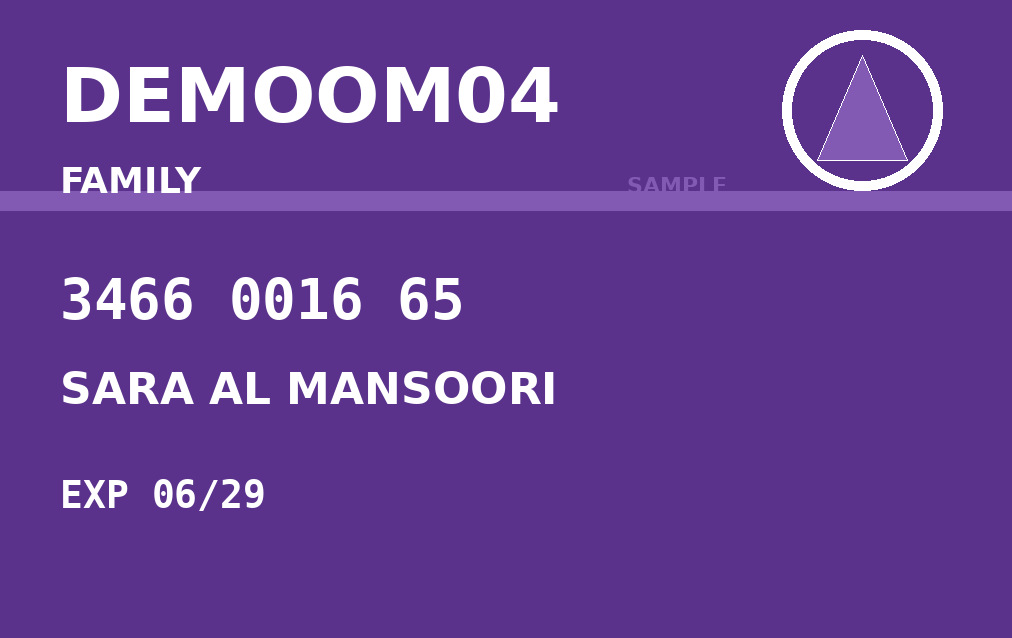 DEMOOM04
FAMILY
SAMPLE
3466 0016 65
SARA AL MANSOORI
EXP 06/29